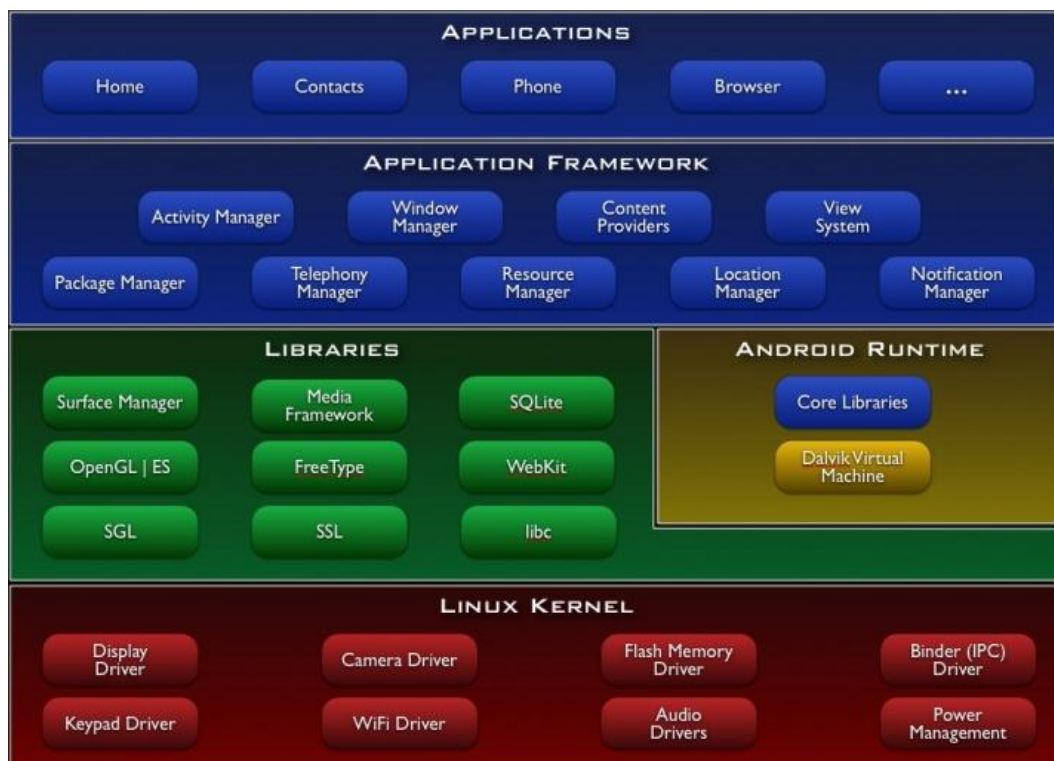 APPLICATIONS
Home
Contacts
Phone
Browser
...
APPLICATION FRAMEWORK
Activity Manager
Window
Manager
Content
Providers
View
System
Package Manager
Telephony
Manager
Resource
Manager
Location
Manager
Notification
Manager
LIBRARIES
Surface Manager
Media
Framework
SQLite
OpenGL | ES
FreeType
WebKit
SGL
SSL
libc
ANDROID RUNTIME
Core Libraries
Dalvik Virtual
Machine
LINUX KERNEL
Display
Driver
Camera Driver
Flash Memory
Driver
Binder (IPC)
Driver
Keypad Driver
WiFi Driver
Audio
Drivers
Power
Management